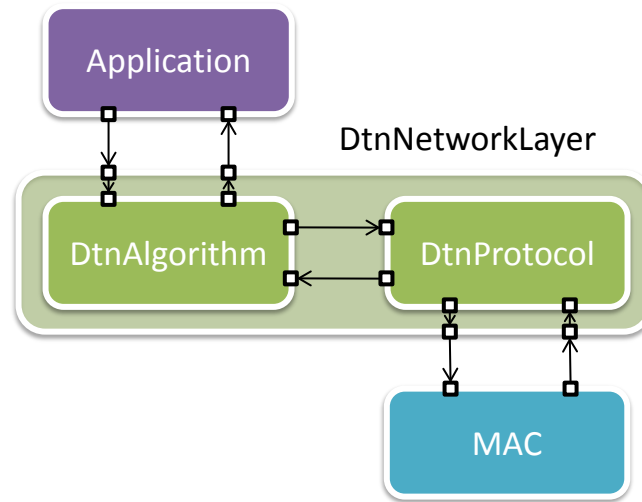 Application
DtnNetworkLayer
DtnAlgorithm
DtnProtocol
MAC